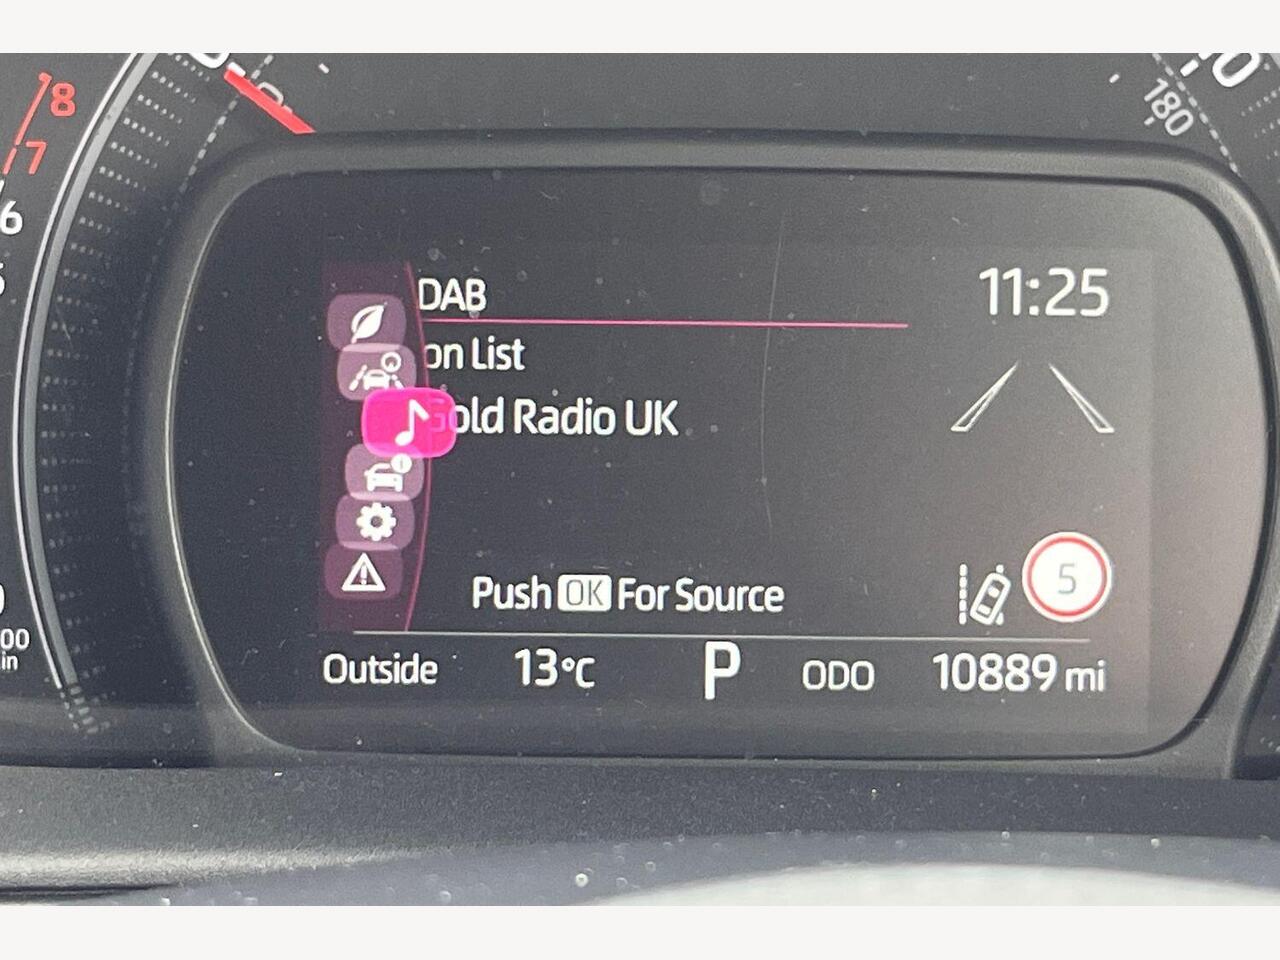 8
7
6
180
DAB
11:25
on List
Gold Radio UK
Push OK For Source
5
Outside 13°C P ODO 10889 mi